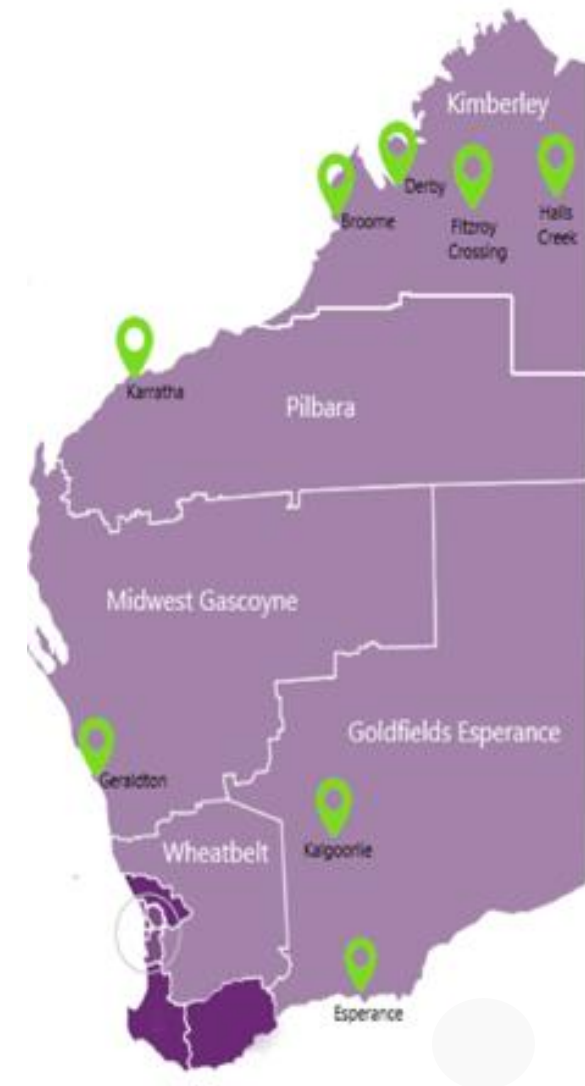 Kimberley
Derby
Broome
Fitzroy
Crossing
Halls
Creek
Karratha
Pilbara
Midwest Gascoyne
Goldfields Esperance
Geraldton
Wheatbelt
Kalgoorlie
Esperance